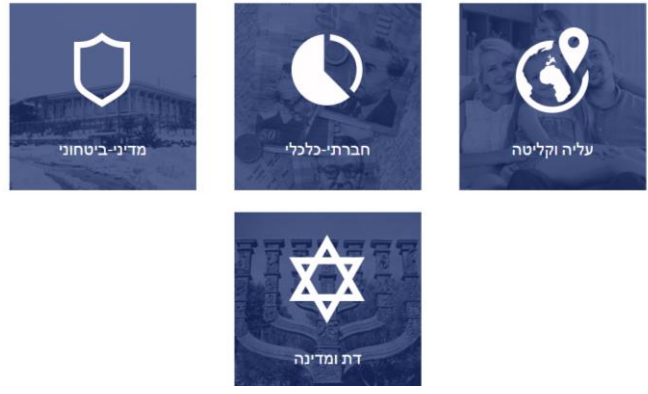 עליה וקליטה
חברתי-כלכלי
מדיני-ביטחוני
דת ומדינה